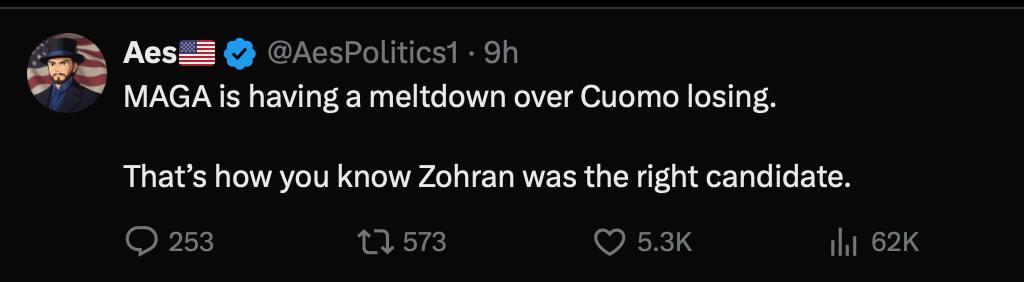 Aes🇺🇸 @AesPolitics1 · 9h
MAGA is having a meltdown over Cuomo losing.
That’s how you know Zohran was the right candidate.
253 573 5.3K 62K